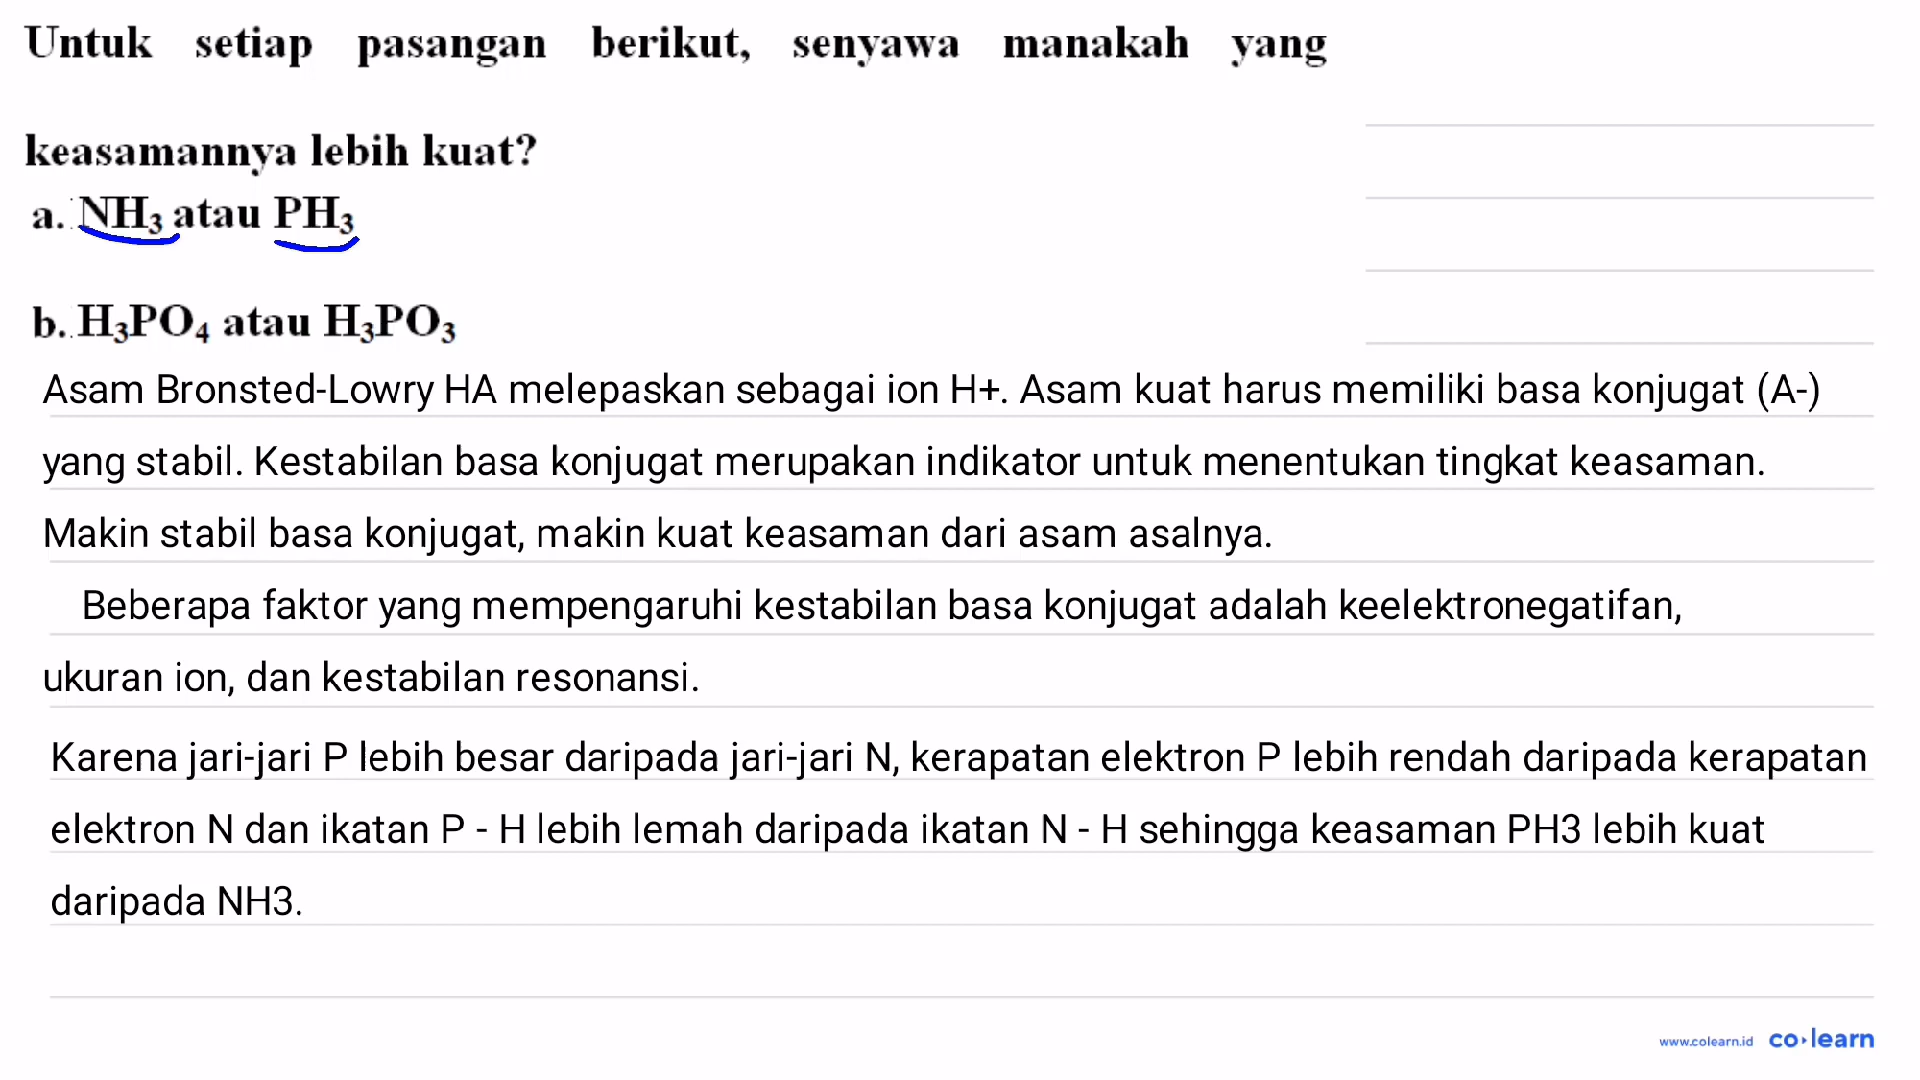 Untuk setiap pasangan berikut, senyawa manakah yang
keasamannya lebih kuat?
a. NH₃ atau PH₃
b. H₃PO₄ atau H₃PO₃
Asam Bronsted-Lowry HA melepaskan sebagai ion H+. Asam kuat harus memiliki basa konjugat (A-)
yang stabil. Kestabilan basa konjugat merupakan indikator untuk menentukan tingkat keasaman.
Makin stabil basa konjugat, makin kuat keasaman dari asam asalnya.
Beberapa faktor yang mempengaruhi kestabilan basa konjugat adalah keelektronegatifan,
ukuran ion, dan kestabilan resonansi.
Karena jari-jari P lebih besar daripada jari-jari N, kerapatan elektron P lebih rendah daripada kerapatan
elektron N dan ikatan P - H lebih lemah daripada ikatan N - H sehingga keasaman PH3 lebih kuat
daripada NH3.
www.colearn.id co•learn